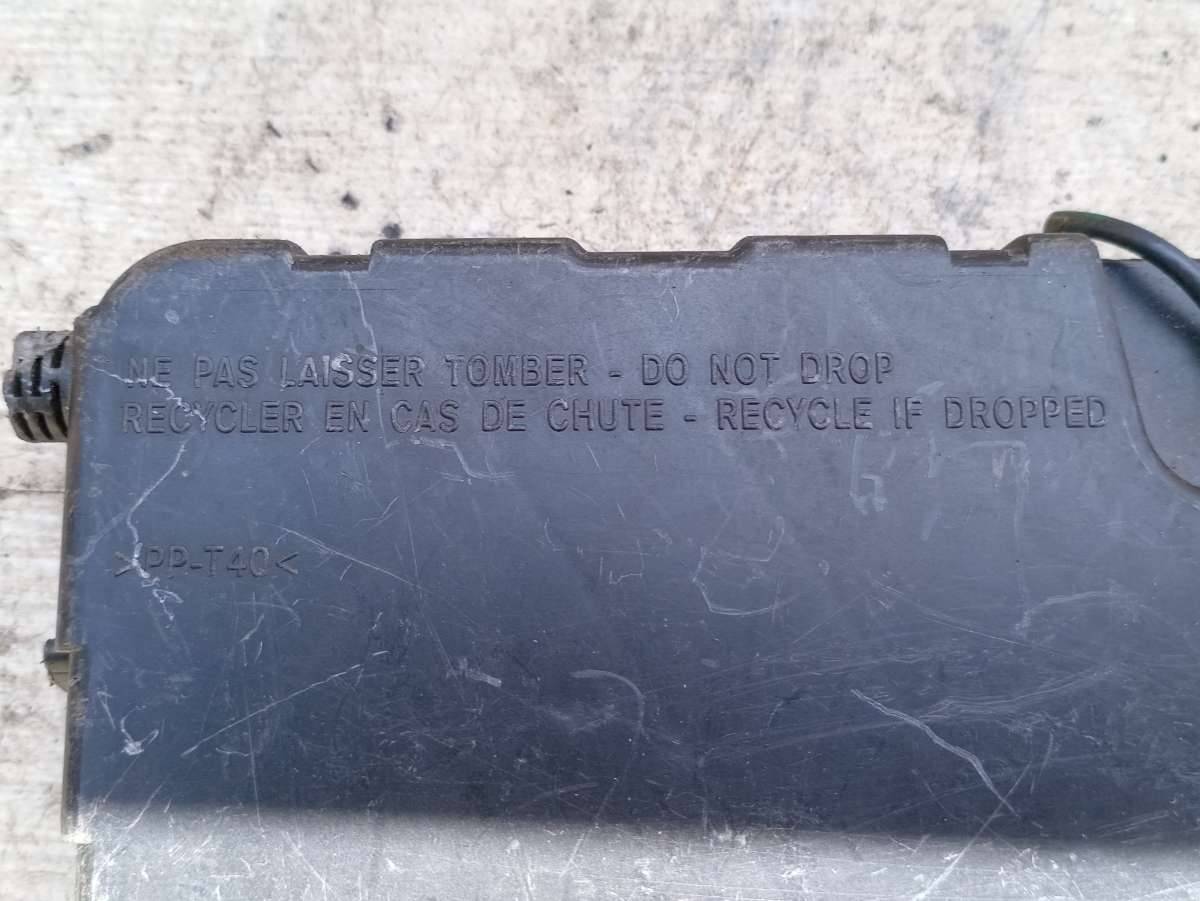 NE PAS LAISSER TOMBER - DO NOT DROP
RECYCLER EN CAS DE CHUTE - RECYCLE IF DROPPED
>PP-T40<